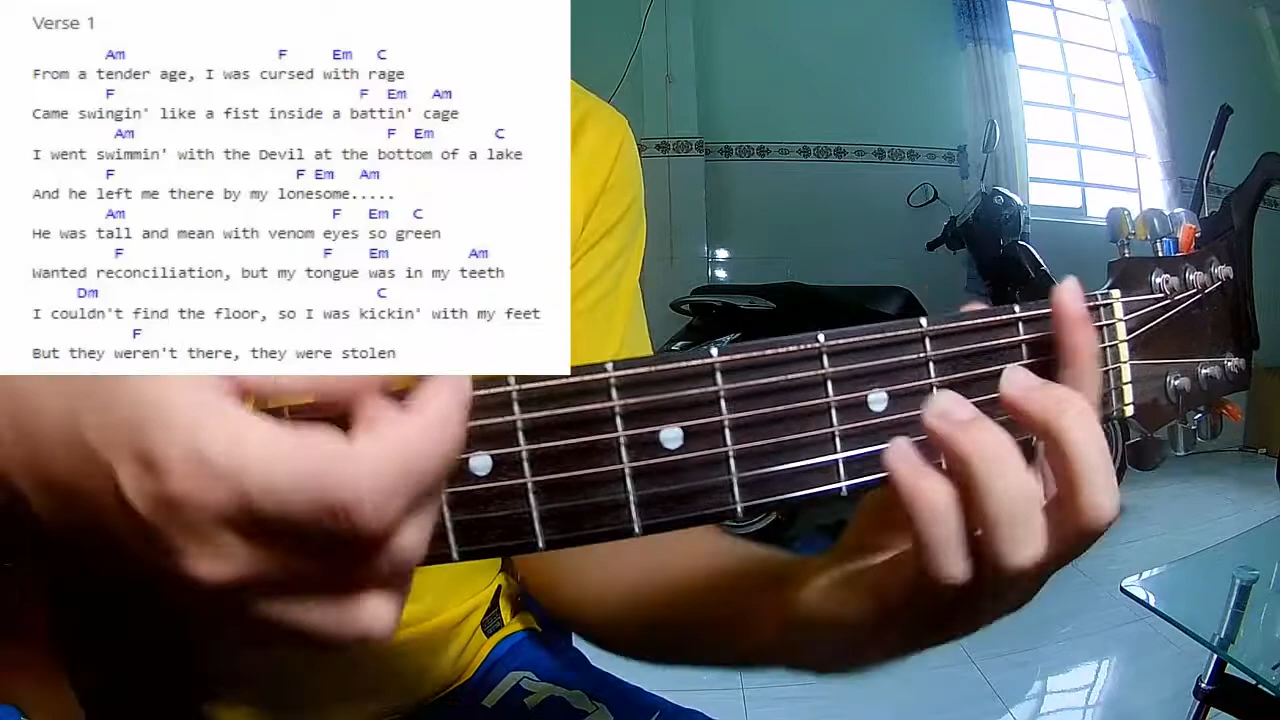 Verse 1
Am F Em C
From a tender age, I was cursed with rage
F F Em Am
Came swingin' like a fist inside a battin' cage
Am F Em C
I went swimmin' with the Devil at the bottom of a lake
F F Em Am
And he left me there by my lonesome.....
Am F Em C
He was tall and mean with venom eyes so green
F F Em Am
Wanted reconciliation, but my tongue was in my teeth
Dm C
I couldn't find the floor, so I was kickin' with my feet
F
But they weren't there, they were stolen